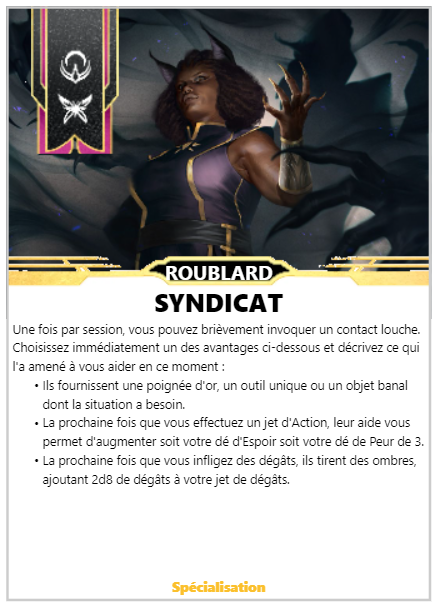 ROUBLARD
SYNDICAT
Une fois par session, vous pouvez brièvement invoquer un contact louche.
Choisissez immédiatement un des avantages ci-dessous et décrivez ce qui
l'a amené à vous aider en ce moment :
• Ils fournissent une poignée d'or, un outil unique ou un objet banal
dont la situation a besoin.
• La prochaine fois que vous effectuez un jet d'Action, leur aide vous
permet d'augmenter soit votre dé d'Espoir soit votre dé de Peur de 3.
• La prochaine fois que vous infligez des dégâts, ils tirent des ombres,
ajoutant 2d8 de dégâts à votre jet de dégâts.
Spécialisation